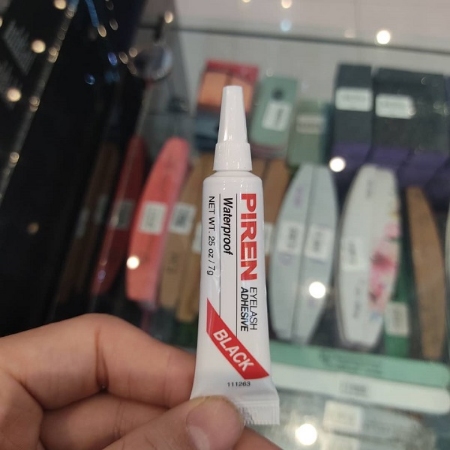 PIREN
EYELASH
ADHESIVE
Waterproof
NET WT. 25 oz / 7g
BLACK
111263